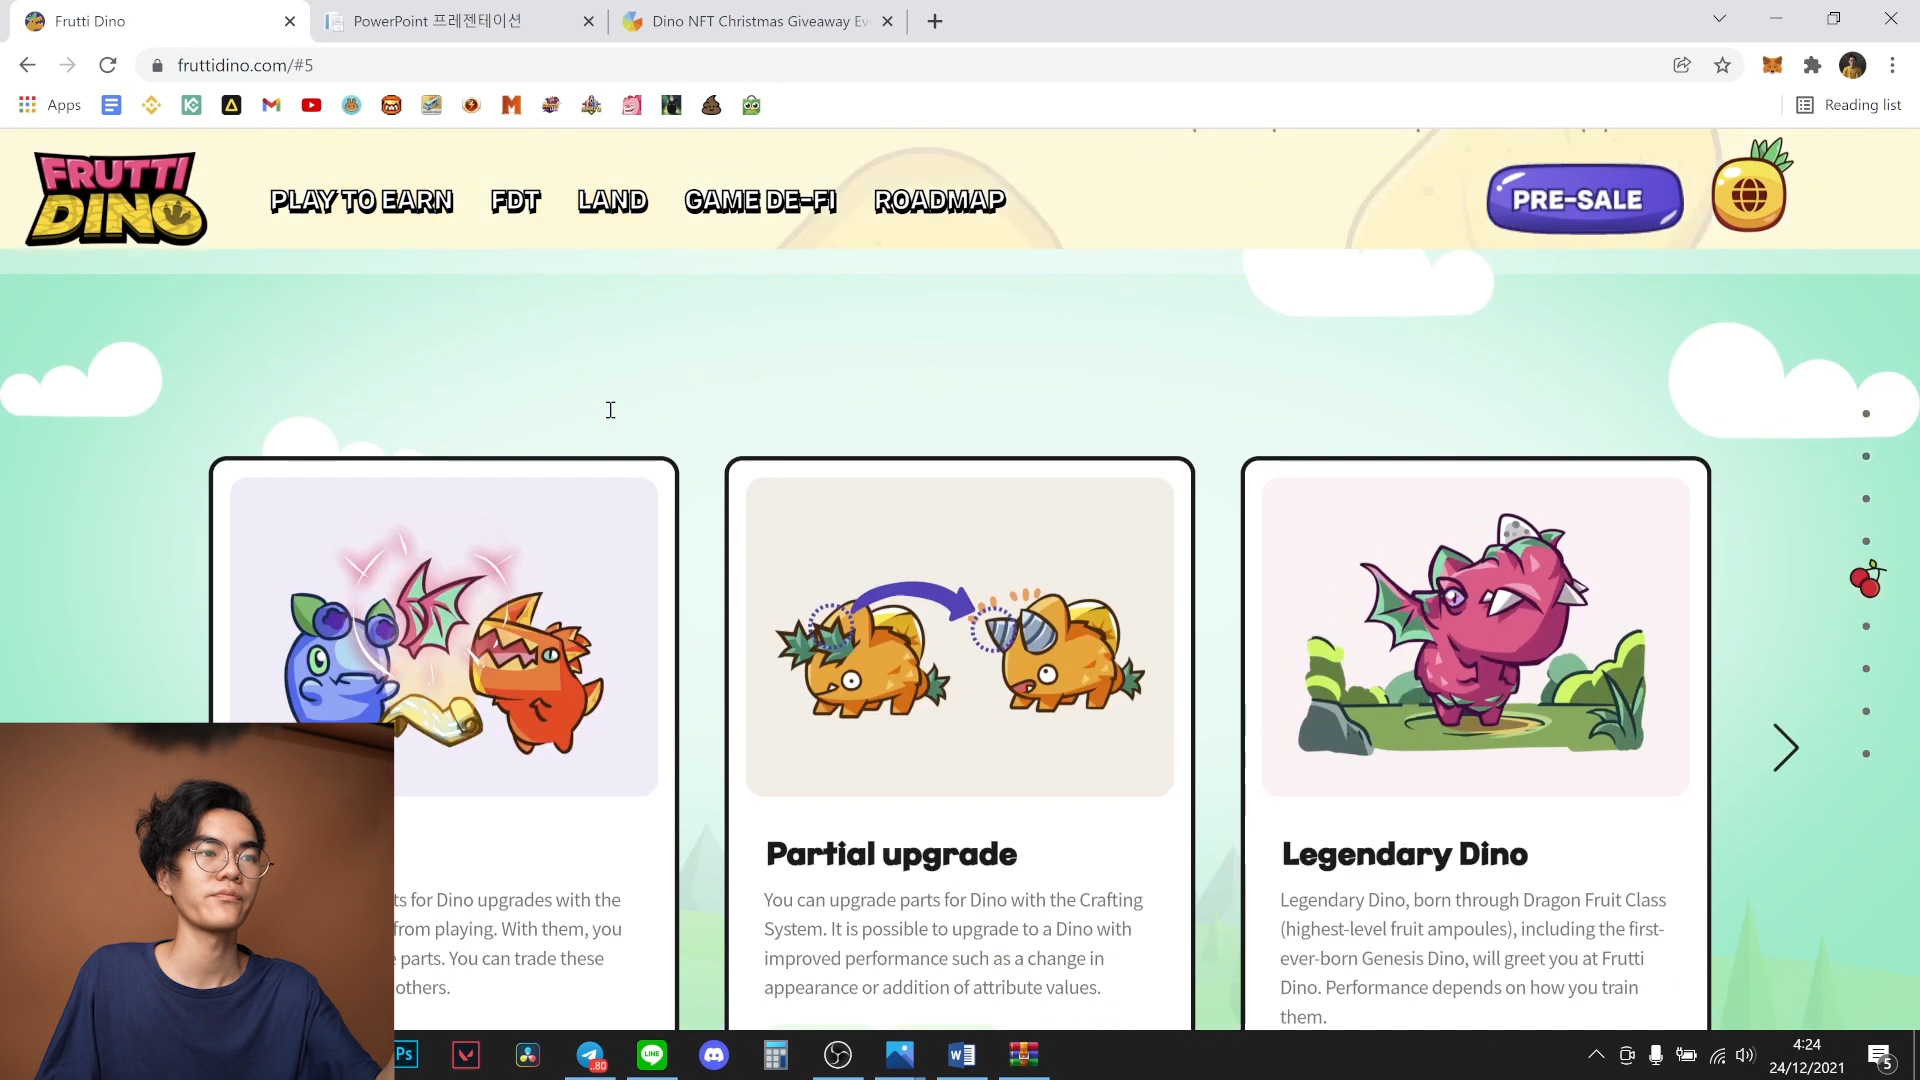 Frutti Dino
PowerPoint 프레젠테이션
Dino NFT Christmas Giveaway Ev
fruttidino.com/#5
Apps
Reading list
FRUTTI
DINO
PLAY TO EARN
FDT
LAND
GAME DE-FI
ROADMAP
PRE-SALE
Partial upgrade
Legendary Dino
ts for Dino upgrades with the
from playing. With them, you
parts. You can trade these
others.
You can upgrade parts for Dino with the Crafting
System. It is possible to upgrade to a Dino with
improved performance such as a change in
appearance or addition of attribute values.
Legendary Dino, born through Dragon Fruit Class
(highest-level fruit ampoules), including the first-
ever-born Genesis Dino, will greet you at Frutti
Dino. Performance depends on how you train
them.
Ps
80
LINE
W
4:24
24/12/2021
5